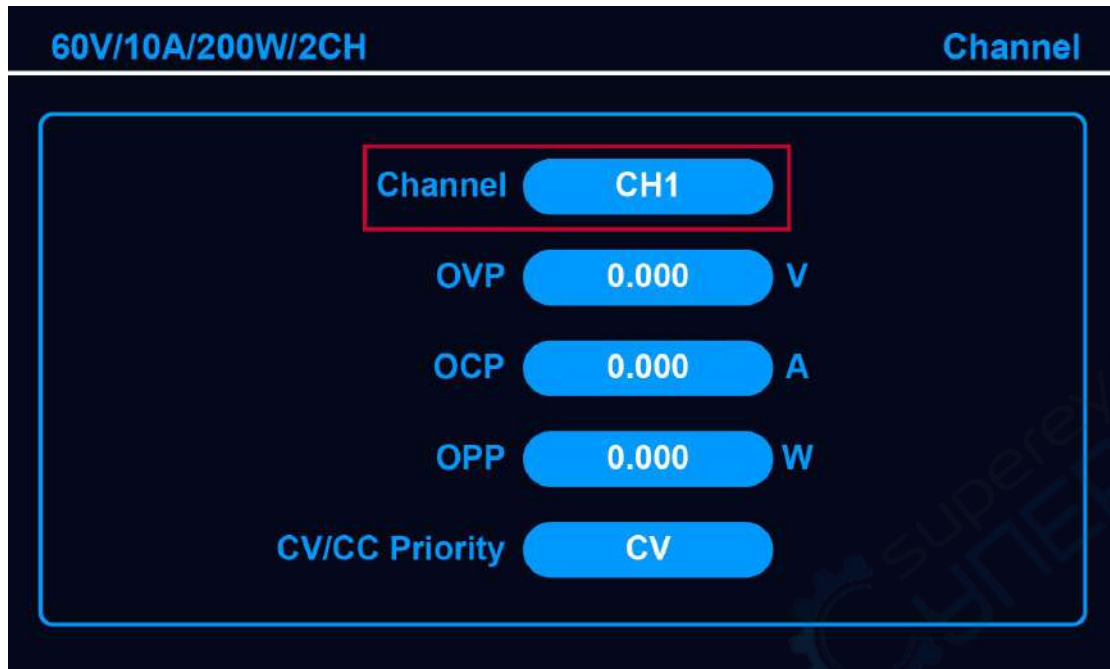 60V/10A/200W/2CH Channel
Channel CH1
OVP 0.000 V
OCP 0.000 A
OPP 0.000 W
CV/CC Priority CV
superey